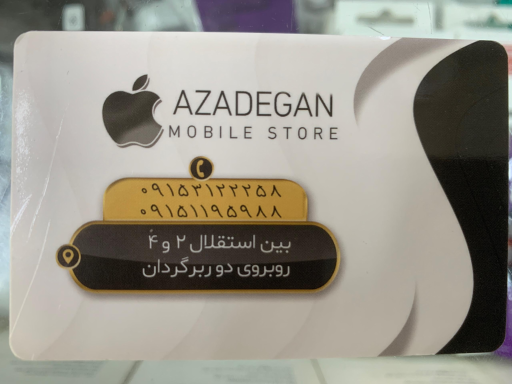 AZADEGAN
MOBILE STORE
۰۹۱۵۳۱۲۲۲۵۸
۰۹۱۵۱۱۹۵۹۸۸
بین استقلال ۲ و ۴
روبروی دو ربرگردان